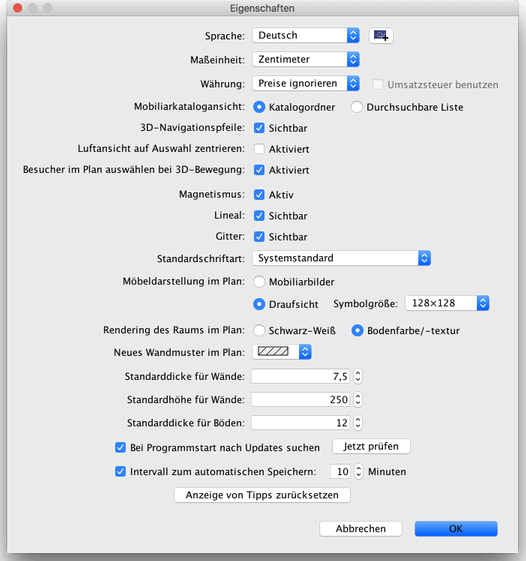 Eigenschaften
Sprache: Deutsch
Maßeinheit: Zentimeter
Währung: Preise ignorieren Umsatzsteuer benutzen
Mobiliarkatalogansicht: Katalogordner Durchsuchbare Liste
3D-Navigationspfeile: Sichtbar
Luftansicht auf Auswahl zentrieren: Aktiviert
Besucher im Plan auswählen bei 3D-Bewegung: Aktiviert
Magnetismus: Aktiv
Lineal: Sichtbar
Gitter: Sichtbar
Standardschriftart: Systemstandard
Möbeldarstellung im Plan: Mobiliarbilder
Draufsicht Symbolgröße: 128×128
Rendering des Raums im Plan: Schwarz-Weiß Bodenfarbe/-textur
Neues Wandmuster im Plan:
Standarddicke für Wände: 7,5
Standardhöhe für Wände: 250
Standarddicke für Böden: 12
Bei Programmstart nach Updates suchen Jetzt prüfen
Intervall zum automatischen Speichern: 10 Minuten
Anzeige von Tipps zurücksetzen
Abbrechen OK